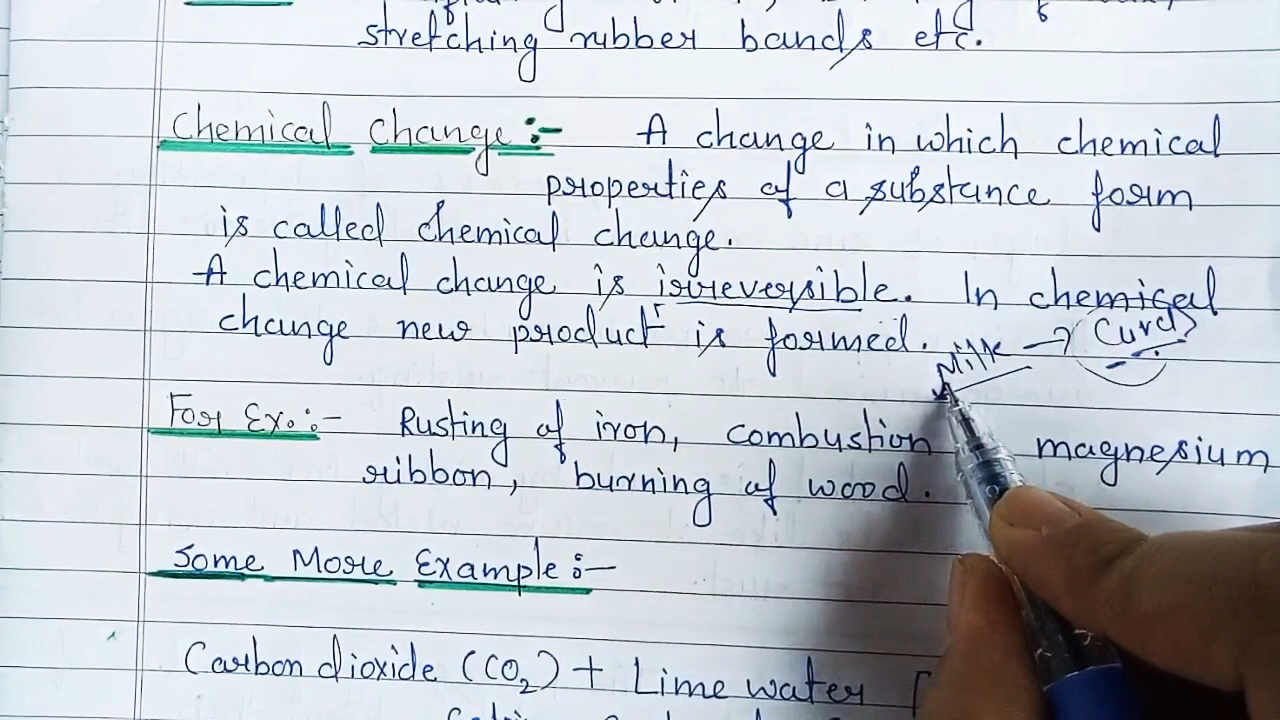 stretching rubber bands etc.
Chemical Change :- A change in which chemical
properties of a substance form
is called chemical change.
A chemical change is irreversible. In chemical
change new product is formed. Milk → Curd
For Ex. :- Rusting of iron, combustion magnesium
ribbon, burning of wood.
Some More Example :-
Carbon dioxide (CO₂) + Lime water [